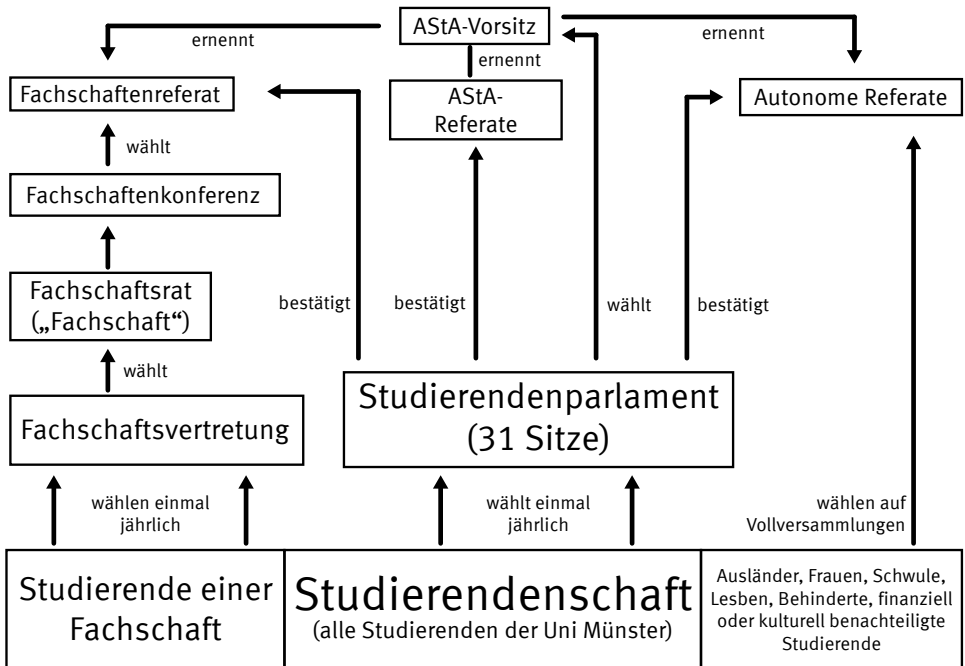 AStA-Vorsitz
ernennt
ernennt
ernennt
Fachschaftenreferat
AStA-
Referate
Autonome Referate
wählt
Fachschaftenkonferenz
Fachschaftsrat
(„Fachschaft“)
bestätigt
bestätigt
wählt
bestätigt
wählt
Fachschaftsvertretung
Studierendenparlament
(31 Sitze)
wählen einmal
jährlich
wählt einmal
jährlich
wählen auf
Vollversammlungen
Studierende einer
Fachschaft
Studierendenschaft
(alle Studierenden der Uni Münster)
Ausländer, Frauen, Schwule,
Lesben, Behinderte, finanziell
oder kulturell benachteiligte
Studierende